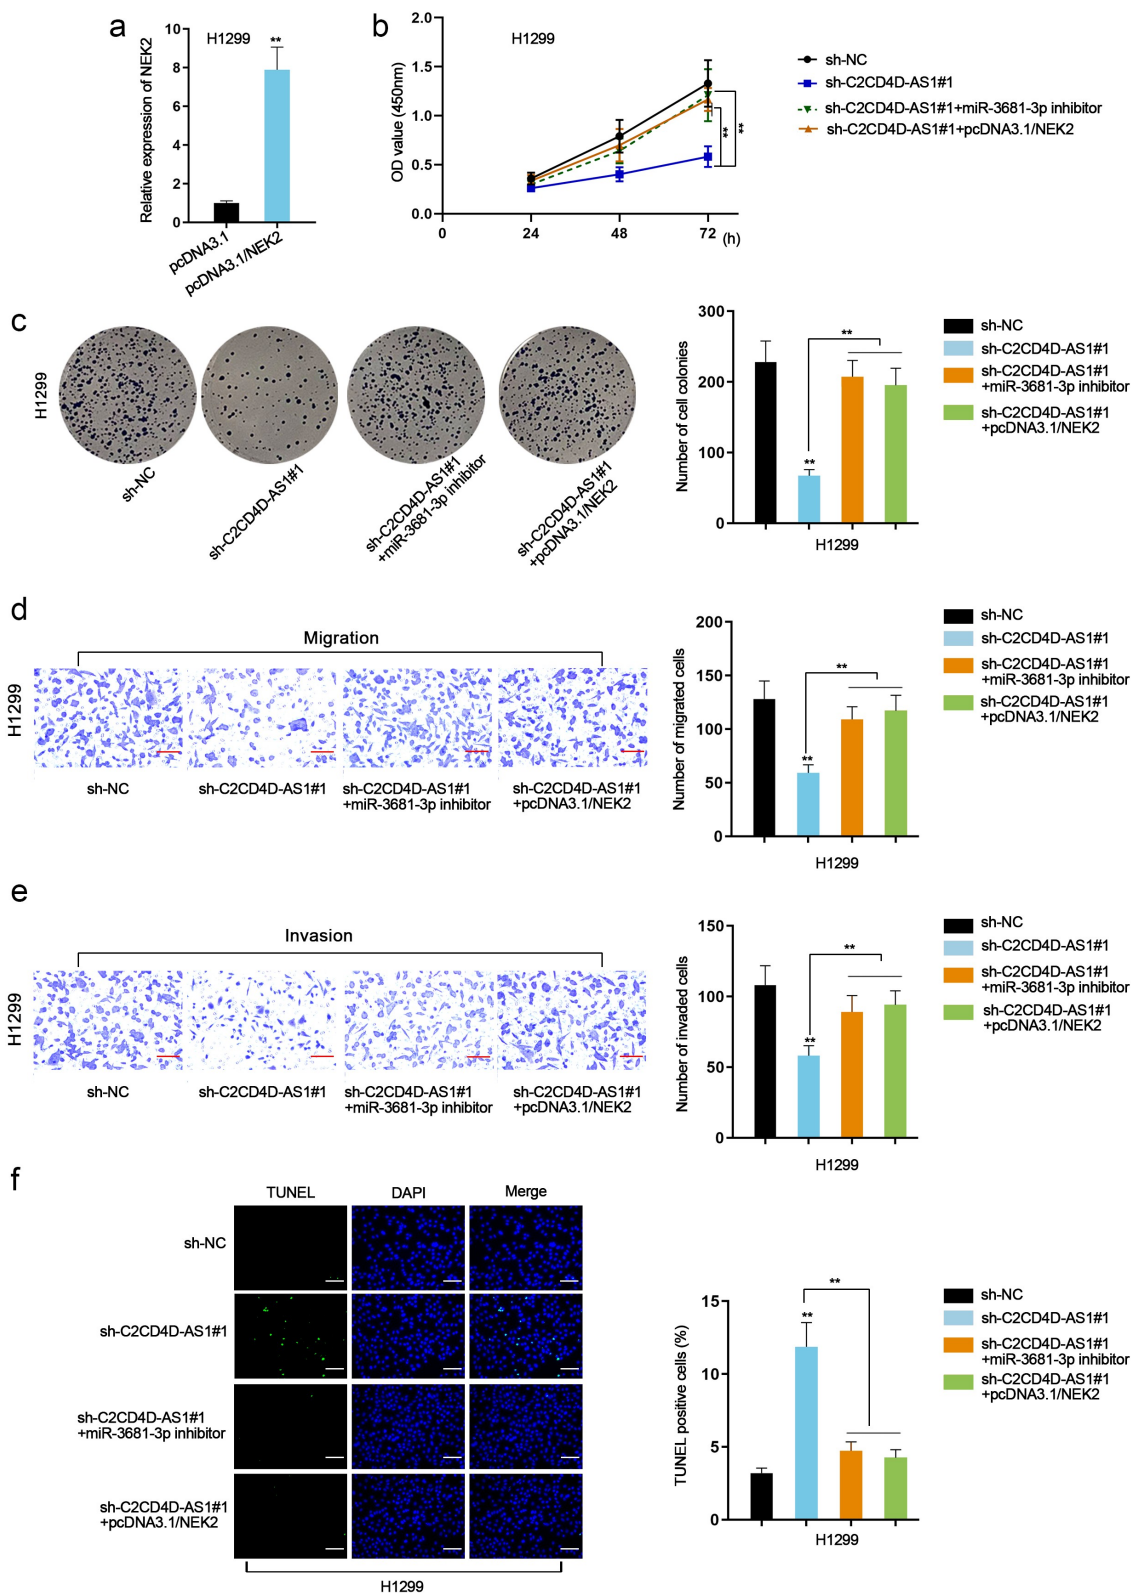 a
Relative expression of NEK2
10
8
6
4
2
0
H1299
**
pcDNA3.1
pcDNA3.1/NEK2
b
OD value (450nm)
2.0
1.5
1.0
0.5
0.0
H1299
**
**
0
24
48
72
(h)
sh-NC
sh-C2CD4D-AS1#1
sh-C2CD4D-AS1#1+miR-3681-3p inhibitor
sh-C2CD4D-AS1#1+pcDNA3.1/NEK2
c
H1299
sh-NC
sh-C2CD4D-AS1#1
sh-C2CD4D-AS1#1
+miR-3681-3p inhibitor
sh-C2CD4D-AS1#1
+pcDNA3.1/NEK2
Number of cell colonies
300
200
100
0
**
**
H1299
sh-NC
sh-C2CD4D-AS1#1
sh-C2CD4D-AS1#1
+miR-3681-3p inhibitor
sh-C2CD4D-AS1#1
+pcDNA3.1/NEK2
d
Migration
H1299
sh-NC
sh-C2CD4D-AS1#1
sh-C2CD4D-AS1#1
+miR-3681-3p inhibitor
sh-C2CD4D-AS1#1
+pcDNA3.1/NEK2
Number of migrated cells
200
150
100
50
0
**
**
H1299
sh-NC
sh-C2CD4D-AS1#1
sh-C2CD4D-AS1#1
+miR-3681-3p inhibitor
sh-C2CD4D-AS1#1
+pcDNA3.1/NEK2
e
Invasion
H1299
sh-NC
sh-C2CD4D-AS1#1
sh-C2CD4D-AS1#1
+miR-3681-3p inhibitor
sh-C2CD4D-AS1#1
+pcDNA3.1/NEK2
Number of invaded cells
150
100
50
0
**
**
H1299
sh-NC
sh-C2CD4D-AS1#1
sh-C2CD4D-AS1#1
+miR-3681-3p inhibitor
sh-C2CD4D-AS1#1
+pcDNA3.1/NEK2
f
TUNEL
DAPI
Merge
sh-NC
sh-C2CD4D-AS1#1
sh-C2CD4D-AS1#1
+miR-3681-3p inhibitor
sh-C2CD4D-AS1#1
+pcDNA3.1/NEK2
H1299
TUNEL positive cells (%)
15
10
5
0
**
**
H1299
sh-NC
sh-C2CD4D-AS1#1
sh-C2CD4D-AS1#1
+miR-3681-3p inhibitor
sh-C2CD4D-AS1#1
+pcDNA3.1/NEK2